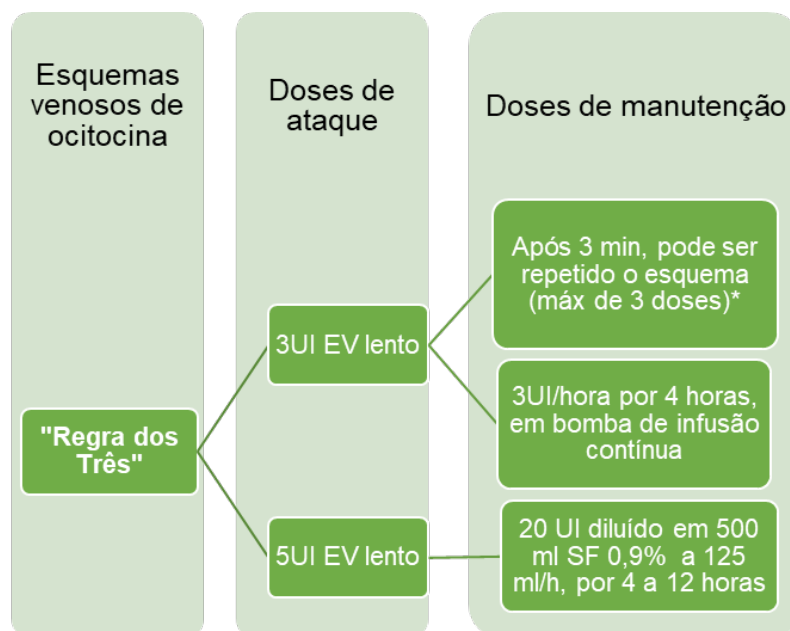 Esquemas
venosos de
ocitocina
Doses de
ataque
Doses de manutenção
"Regra dos
Três"
3UI EV lento
Após 3 min, pode ser
repetido o esquema
(máx de 3 doses)*
3UI/hora por 4 horas,
em bomba de infusão
contínua
5UI EV lento
20 UI diluído em 500
ml SF 0,9% a 125
ml/h, por 4 a 12 horas